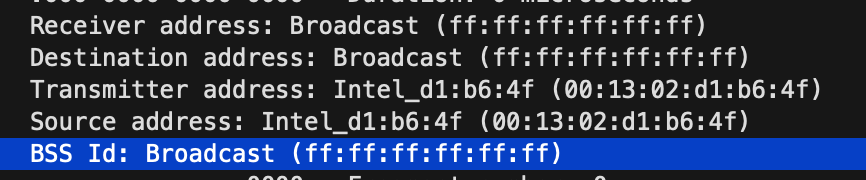 Receiver address: Broadcast (ff:ff:ff:ff:ff:ff)
Destination address: Broadcast (ff:ff:ff:ff:ff:ff)
Transmitter address: Intel_d1:b6:4f (00:13:02:d1:b6:4f)
Source address: Intel_d1:b6:4f (00:13:02:d1:b6:4f)
BSS Id: Broadcast (ff:ff:ff:ff:ff:ff)